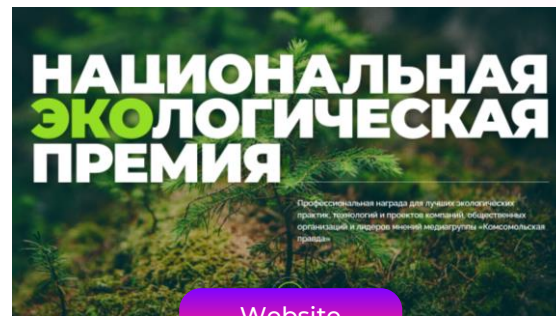 НАЦИОНАЛЬНАЯ
ЭКОЛОГИЧЕСКАЯ
ПРЕМИЯ
Профессиональная награда для лучших экологических
практик, технологий и проектов компаний, общественных
организаций и лидеров мнений медиагруппы «Комсомольская
правда»
Website